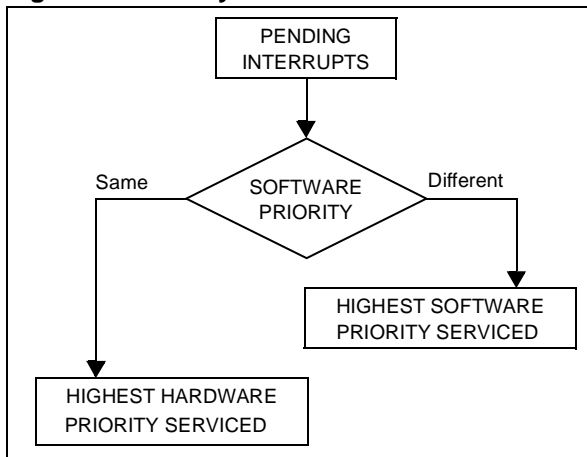 PENDING
INTERRUPTS
Same
SOFTWARE
PRIORITY
Different
HIGHEST SOFTWARE
PRIORITY SERVICED
HIGHEST HARDWARE
PRIORITY SERVICED